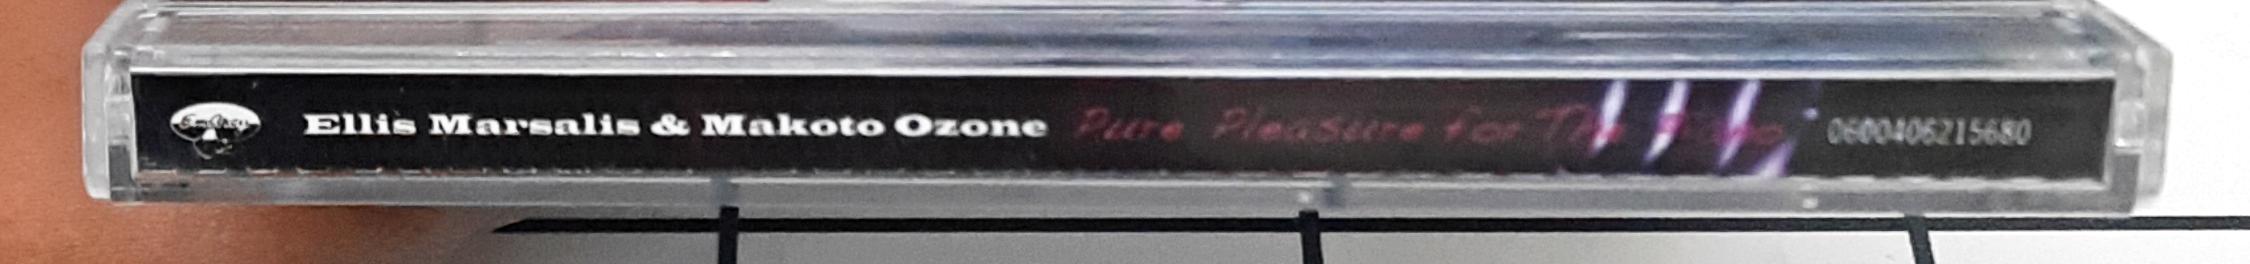 Ellis Marsalis & Makoto Ozone Pure Pleasure for The Piano 0600406215680